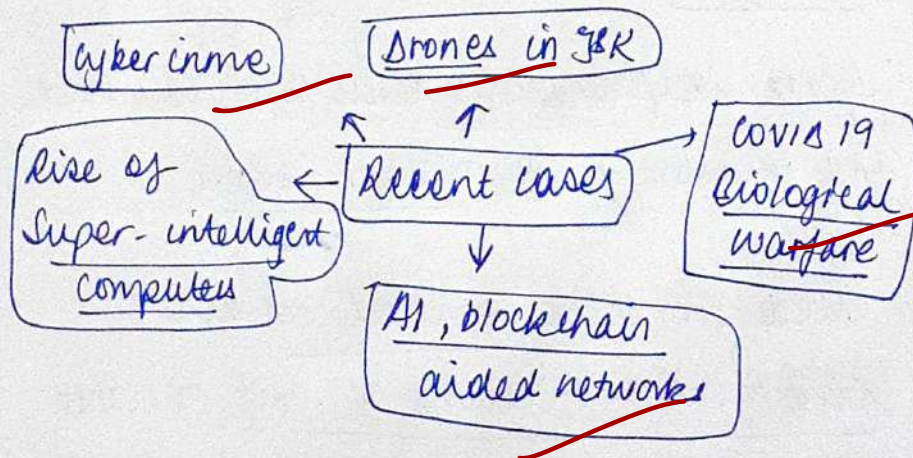 Cyber crime
Drones in J&K
Rise of
Super-intelligent
computers
Recent cases
COVID 19
Biological
warfare
AI, blockchain
aided networks